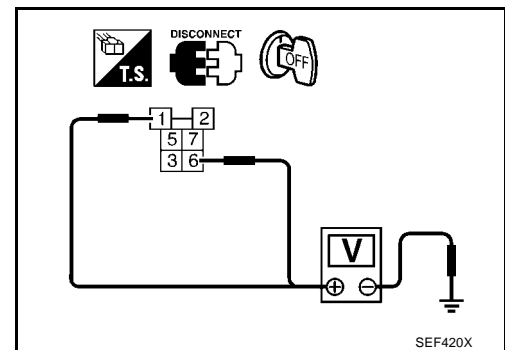 DISCONNECT
T.S.
OFF
1 2
5 7
3 6
V
+ −
SEF420X